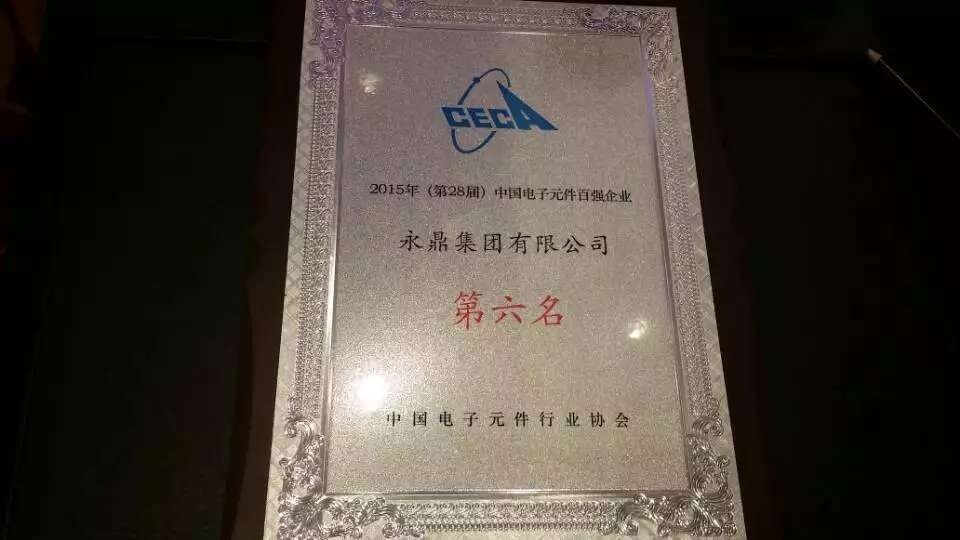 CECA
2015年（第28届）中国电子元件百强企业
永鼎集团有限公司
第六名
中国电子元件行业协会